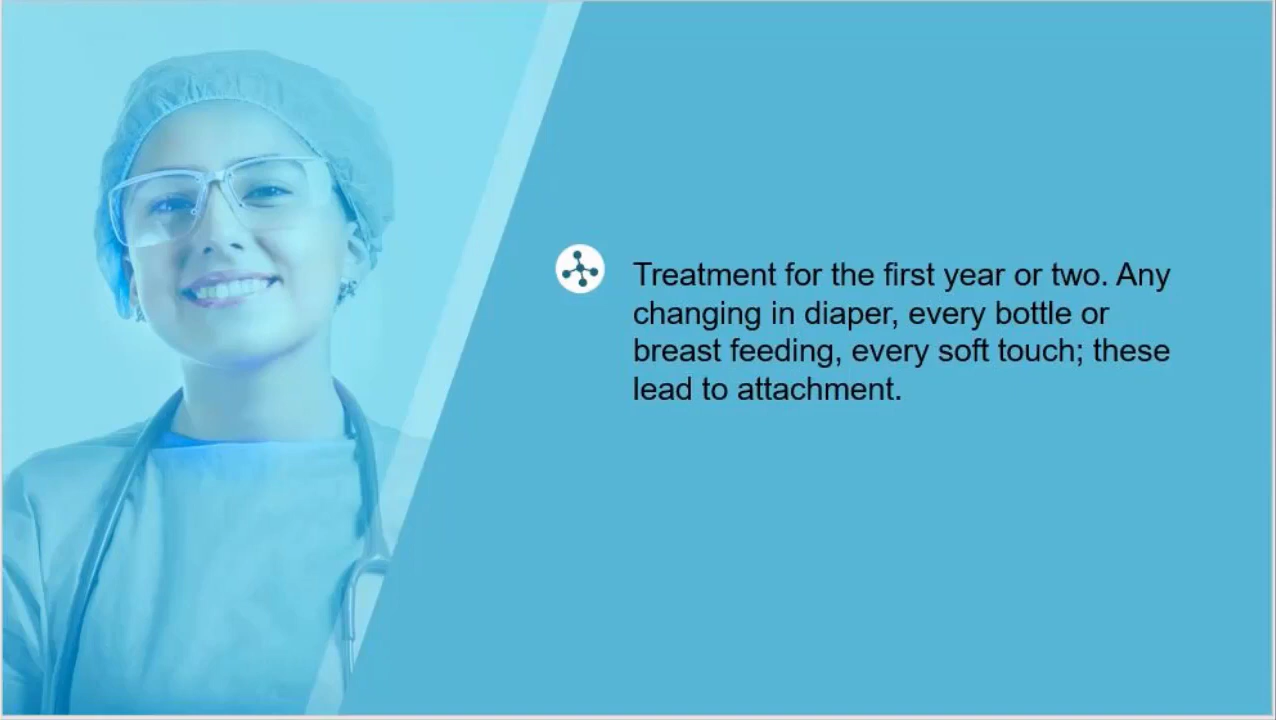 Treatment for the first year or two. Any
changing in diaper, every bottle or
breast feeding, every soft touch; these
lead to attachment.